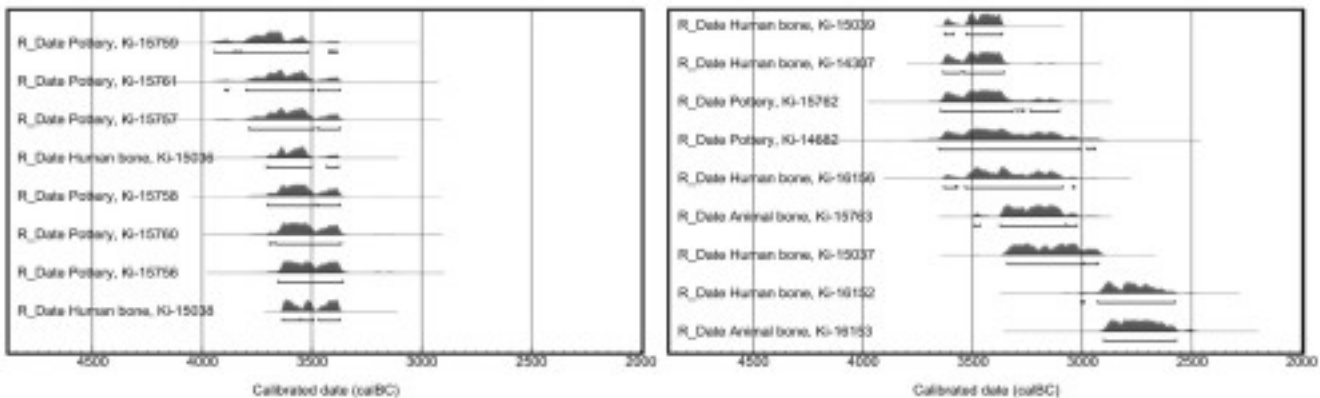 R_Date Pottery, Ki-15759
R_Date Pottery, Ki-15761
R_Date Pottery, Ki-15757
R_Date Human bone, Ki-15036
R_Date Pottery, Ki-15758
R_Date Pottery, Ki-15760
R_Date Pottery, Ki-15756
R_Date Human bone, Ki-15038
4500 4000 3500 3000 2500 2000
Calibrated date (calBC)
R_Date Human bone, Ki-15039
R_Date Human bone, Ki-14307
R_Date Pottery, Ki-15762
R_Date Pottery, Ki-14682
R_Date Human bone, Ki-16156
R_Date Animal bone, Ki-15763
R_Date Human bone, Ki-15037
R_Date Human bone, Ki-16152
R_Date Animal bone, Ki-16153
4500 4000 3500 3000 2500 2000
Calibrated date (calBC)